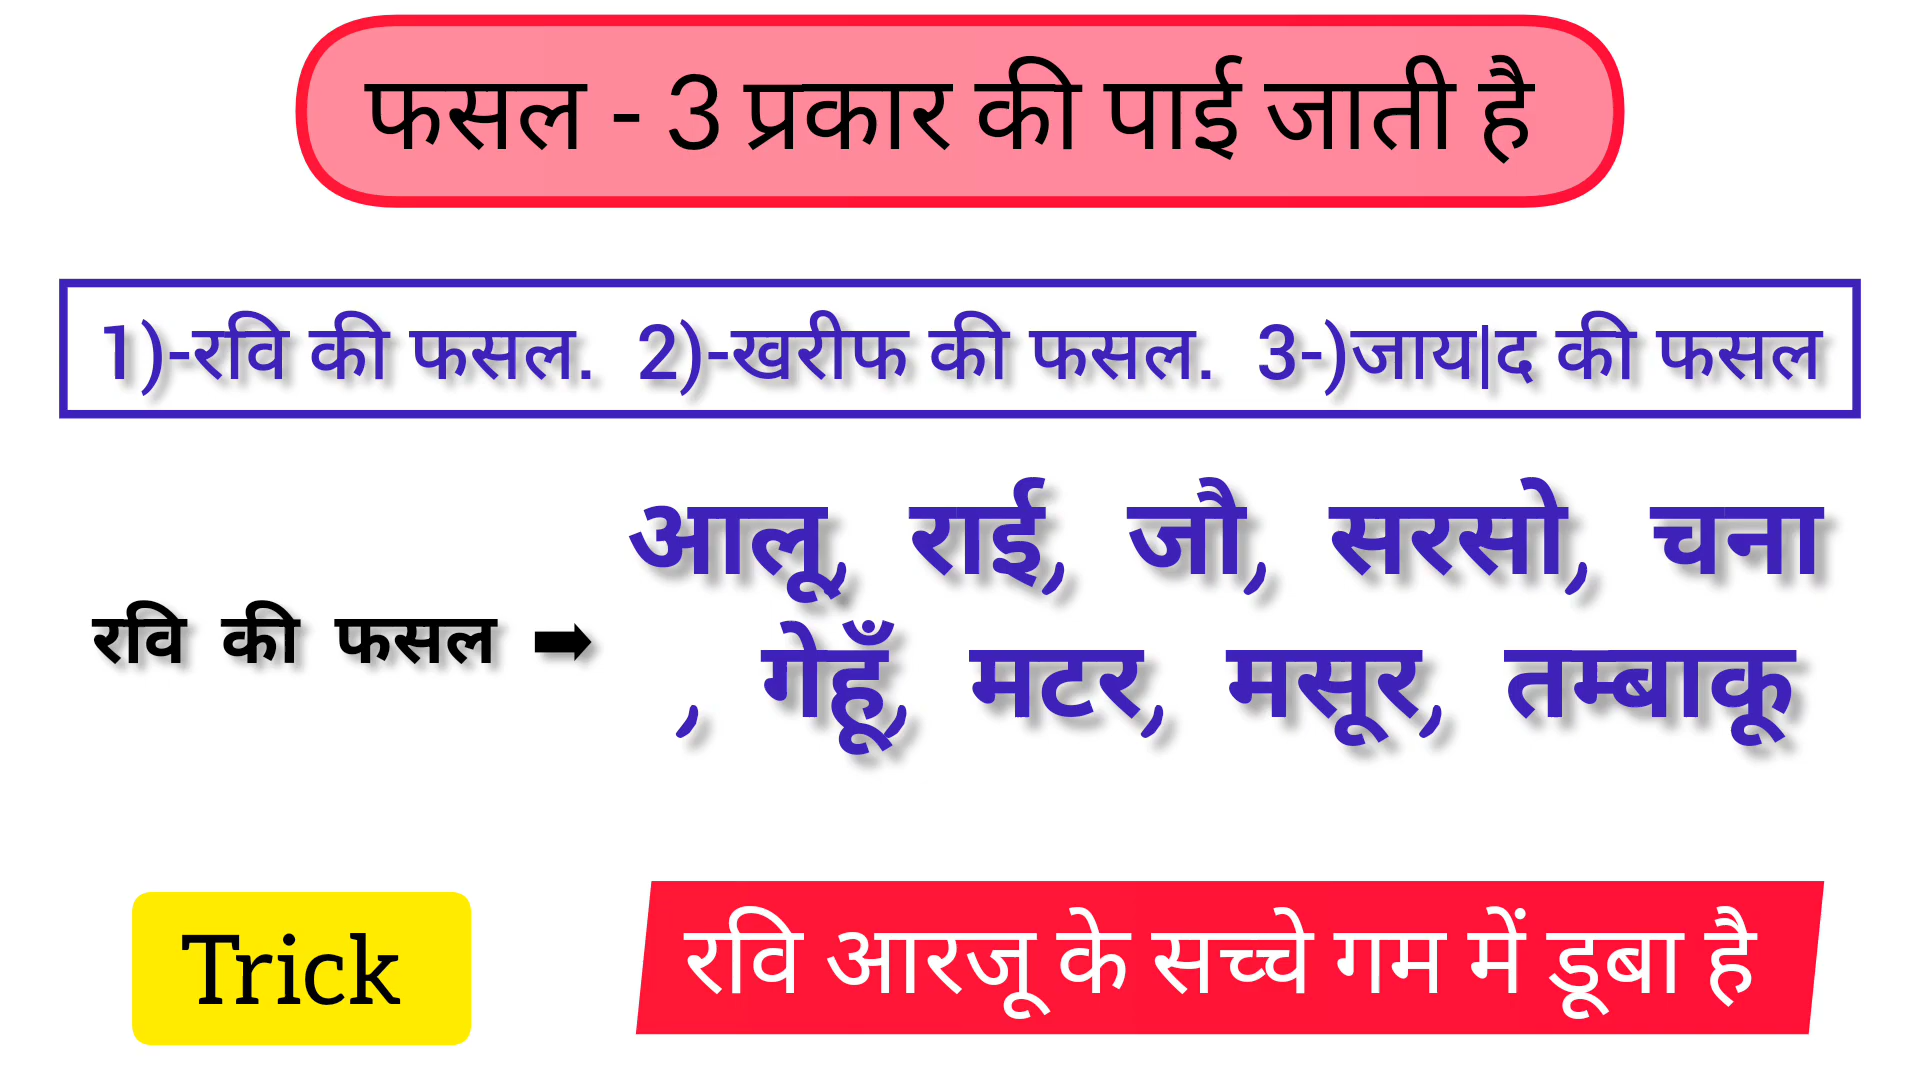 फसल - 3 प्रकार की पाई जाती है
1)-रवि की फसल. 2)-खरीफ की फसल. 3-)जाय|द की फसल
आलू, राई, जौ, सरसो, चना
रवि की फसल ➡
, गेहूँ, मटर, मसूर, तम्बाकू
Trick
रवि आरजू के सच्चे गम में डूबा है